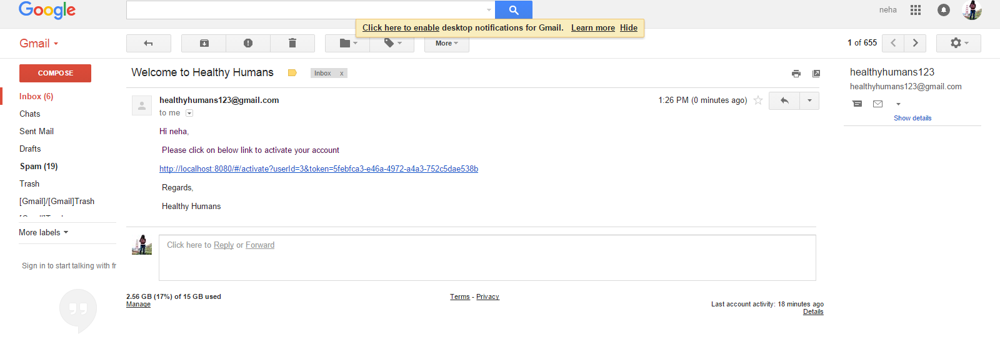 Google
neha
Click here to enable desktop notifications for Gmail. Learn more Hide
Gmail
More
1 of 655
COMPOSE
Welcome to Healthy Humans
Inbox x
healthyhumans123
healthyhumans123@gmail.com
Show details
Inbox (6)
Chats
Sent Mail
Drafts
Spam (19)
Trash
[Gmail]/[Gmail]Trash
More labels
Sign in to start talking with fr
healthyhumans123@gmail.com
1:26 PM (0 minutes ago)
to me
Hi neha,
Please click on below link to activate your account
http://localhost:8080/#/activate?userId=3&token=5febfca3-e46a-4972-a4a3-752c5dae538b
Regards,
Healthy Humans
Click here to Reply or Forward
2.56 GB (17%) of 15 GB used
Manage
Terms - Privacy
Last account activity: 18 minutes ago
Details